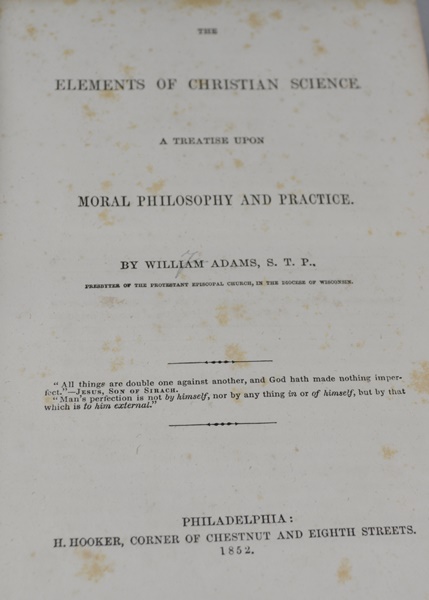 THE
ELEMENTS OF CHRISTIAN SCIENCE.
A TREATISE UPON
MORAL PHILOSOPHY AND PRACTICE.
BY WILLIAM ADAMS, S. T. P.,
PRESBYTER OF THE PROTESTANT EPISCOPAL CHURCH, IN THE DIOCESE OF WISCONSIN.
"All things are double one against another, and God hath made nothing imper-
fect."—JESUS, SON OF SIRACH.
"Man's perfection is not by himself, nor by any thing in or of himself, but by that
which is to him external."
PHILADELPHIA:
H. HOOKER, CORNER OF CHESTNUT AND EIGHTH STREETS.
1852.